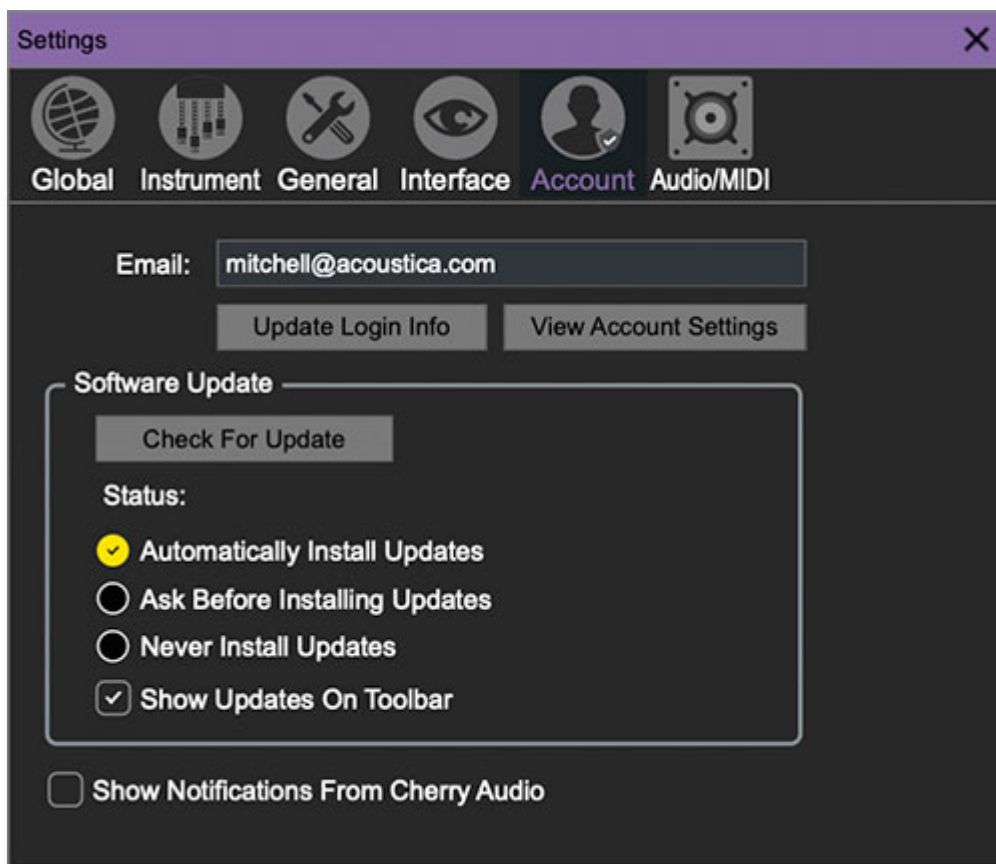 Settings
Global Instrument General Interface Account Audio/MIDI
Email: mitchell@acoustica.com
Update Login Info View Account Settings
Software Update
Check For Update
Status:
Automatically Install Updates
Ask Before Installing Updates
Never Install Updates
Show Updates On Toolbar
Show Notifications From Cherry Audio